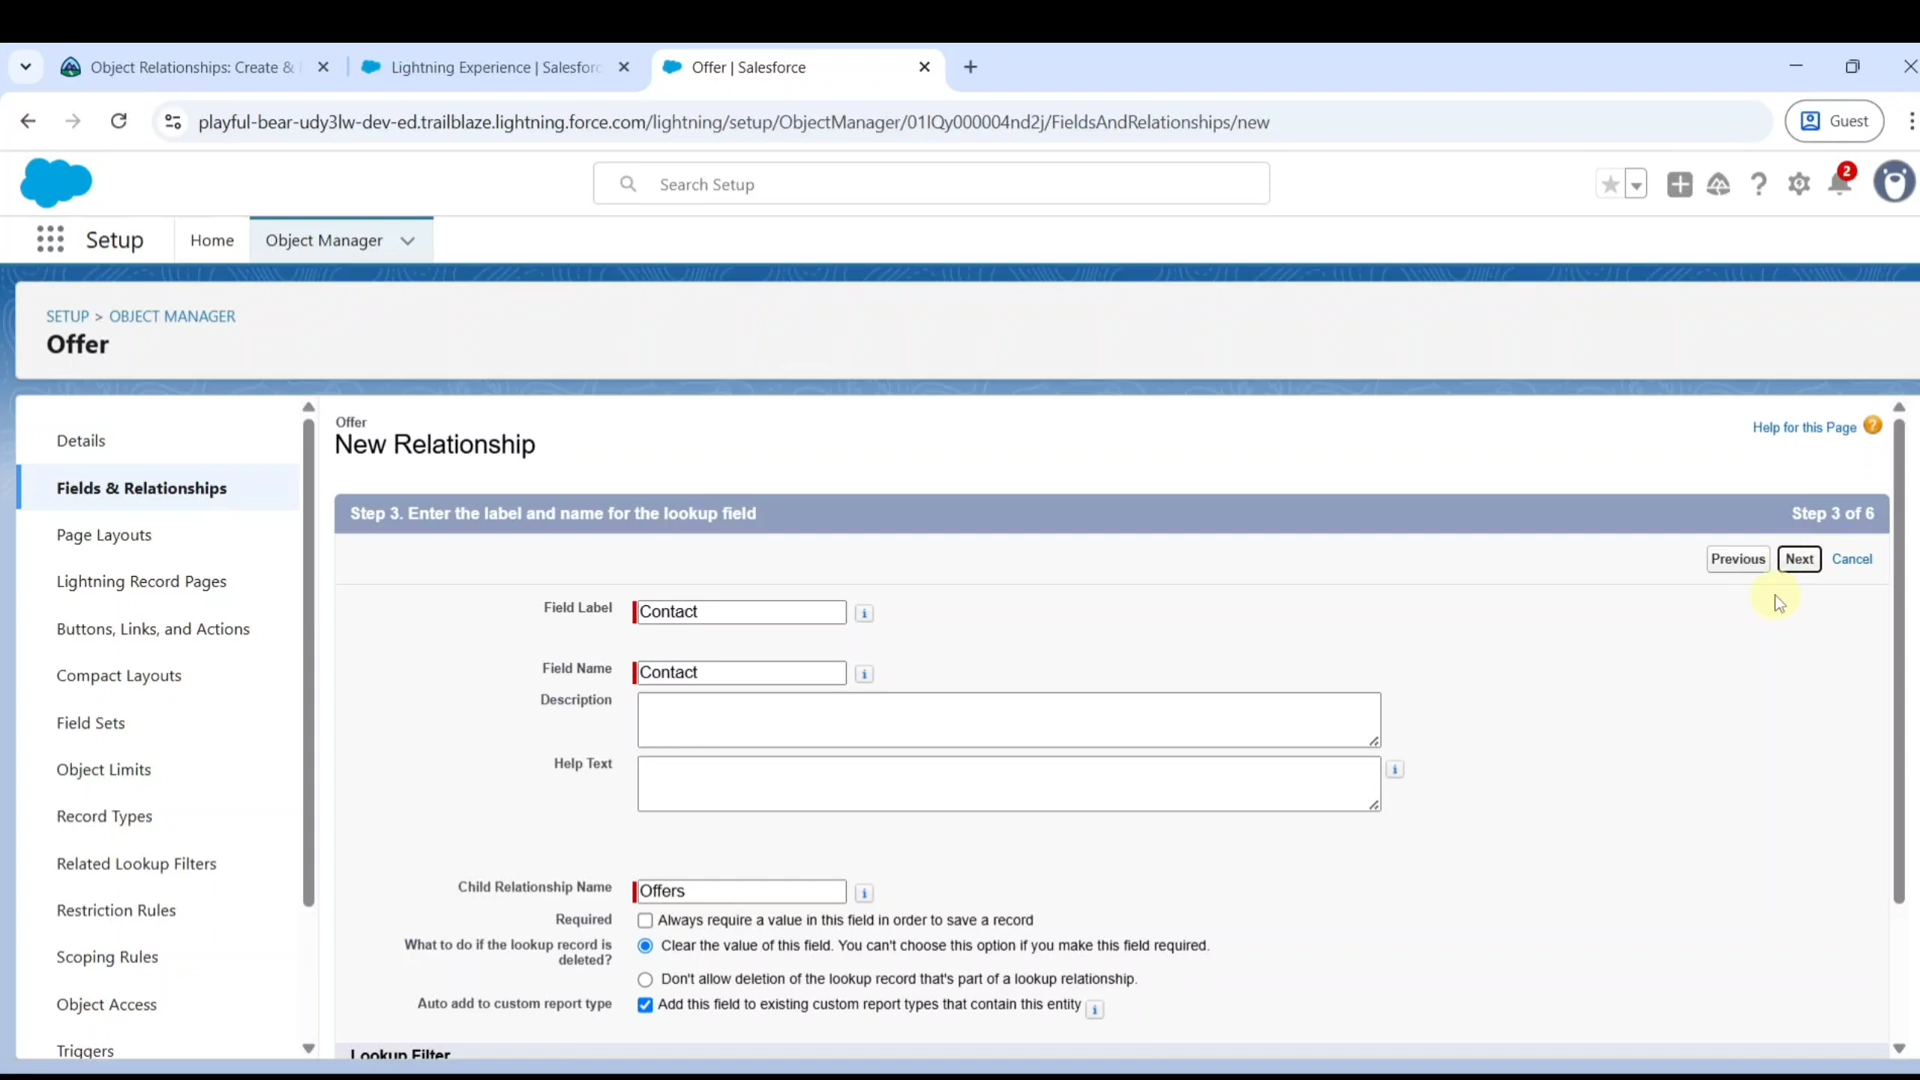 Object Relationships: Create &
Lightning Experience | Salesforc
Offer | Salesforce
playful-bear-udy3lw-dev-ed.trailblaze.lightning.force.com/lightning/setup/ObjectManager/01IQy000004nd2j/FieldsAndRelationships/new
Guest
Search Setup
2
Setup
Home
Object Manager
SETUP > OBJECT MANAGER
Offer
Details
Fields & Relationships
Page Layouts
Lightning Record Pages
Buttons, Links, and Actions
Compact Layouts
Field Sets
Object Limits
Record Types
Related Lookup Filters
Restriction Rules
Scoping Rules
Object Access
Triggers
Offer
New Relationship
Help for this Page
Step 3. Enter the label and name for the lookup field
Step 3 of 6
Previous Next Cancel
Field Label Contact
Field Name Contact
Description
Help Text
Child Relationship Name Offers
Required Always require a value in this field in order to save a record
What to do if the lookup record is
deleted?
Clear the value of this field. You can't choose this option if you make this field required.
Don't allow deletion of the lookup record that's part of a lookup relationship.
Auto add to custom report type Add this field to existing custom report types that contain this entity
Lookup Filter